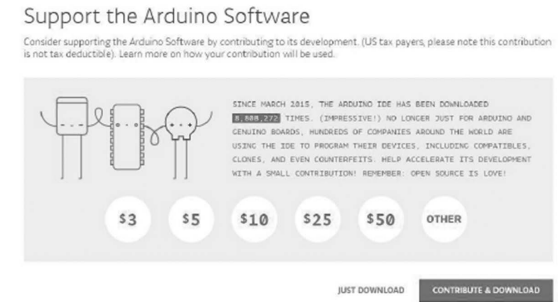 Support the Arduino Software
Consider supporting the Arduino Software by contributing to its development. (US tax payers, please note this contribution
is not tax deductible). Learn more on how your contribution will be used.
SINCE MARCH 2015, THE ARDUINO IDE HAS BEEN DOWNLOADED
TIMES. (IMPRESSIVE!) NO LONGER JUST FOR ARDUINO AND
GENUINO BOARDS, HUNDREDS OF COMPANIES AROUND THE WORLD ARE
USING THE IDE TO PROGRAM THEIR DEVICES, INCLUDING COMPATIBLES,
CLONES, AND EVEN COUNTERFEITS. HELP ACCELERATE ITS DEVELOPMENT
WITH A SMALL CONTRIBUTION! REMEMBER: OPEN SOURCE IS LOVE!
$3 $5 $10 $25 $50 OTHER
JUST DOWNLOAD CONTRIBUTE & DOWNLOAD